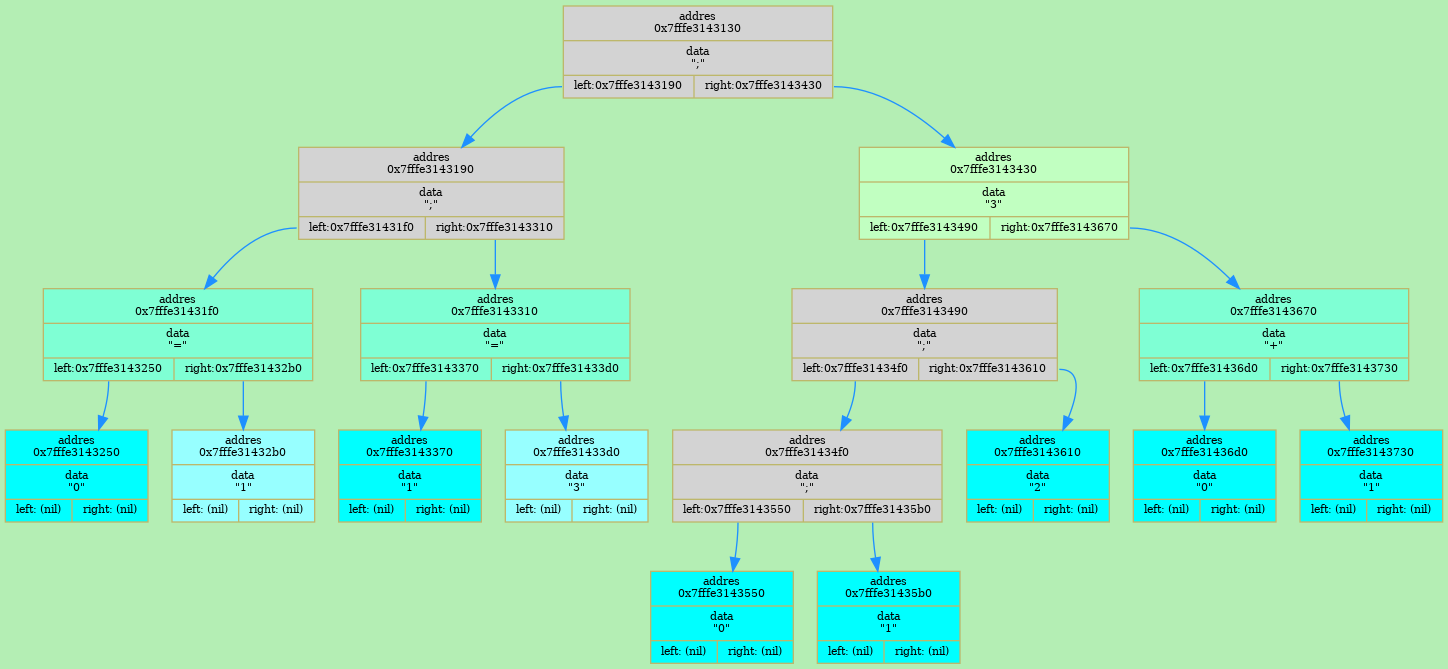 addres
0x7fffe3143130
data
";"
left:0x7fffe3143190 right:0x7fffe3143430
addres
0x7fffe3143190
data
";"
left:0x7fffe31431f0 right:0x7fffe3143310
addres
0x7fffe3143430
data
"3"
left:0x7fffe3143490 right:0x7fffe3143670
addres
0x7fffe31431f0
data
"="
left:0x7fffe3143250 right:0x7fffe31432b0
addres
0x7fffe3143310
data
"="
left:0x7fffe3143370 right:0x7fffe31433d0
addres
0x7fffe3143490
data
";"
left:0x7fffe31434f0 right:0x7fffe3143610
addres
0x7fffe3143670
data
"+"
left:0x7fffe31436d0 right:0x7fffe3143730
addres
0x7fffe3143250
data
"0"
left: (nil) right: (nil)
addres
0x7fffe31432b0
data
"1"
left: (nil) right: (nil)
addres
0x7fffe3143370
data
"1"
left: (nil) right: (nil)
addres
0x7fffe31433d0
data
"3"
left: (nil) right: (nil)
addres
0x7fffe31434f0
data
";"
left:0x7fffe3143550 right:0x7fffe31435b0
addres
0x7fffe3143610
data
"2"
left: (nil) right: (nil)
addres
0x7fffe31436d0
data
"0"
left: (nil) right: (nil)
addres
0x7fffe3143730
data
"1"
left: (nil) right: (nil)
addres
0x7fffe3143550
data
"0"
left: (nil) right: (nil)
addres
0x7fffe31435b0
data
"1"
left: (nil) right: (nil)